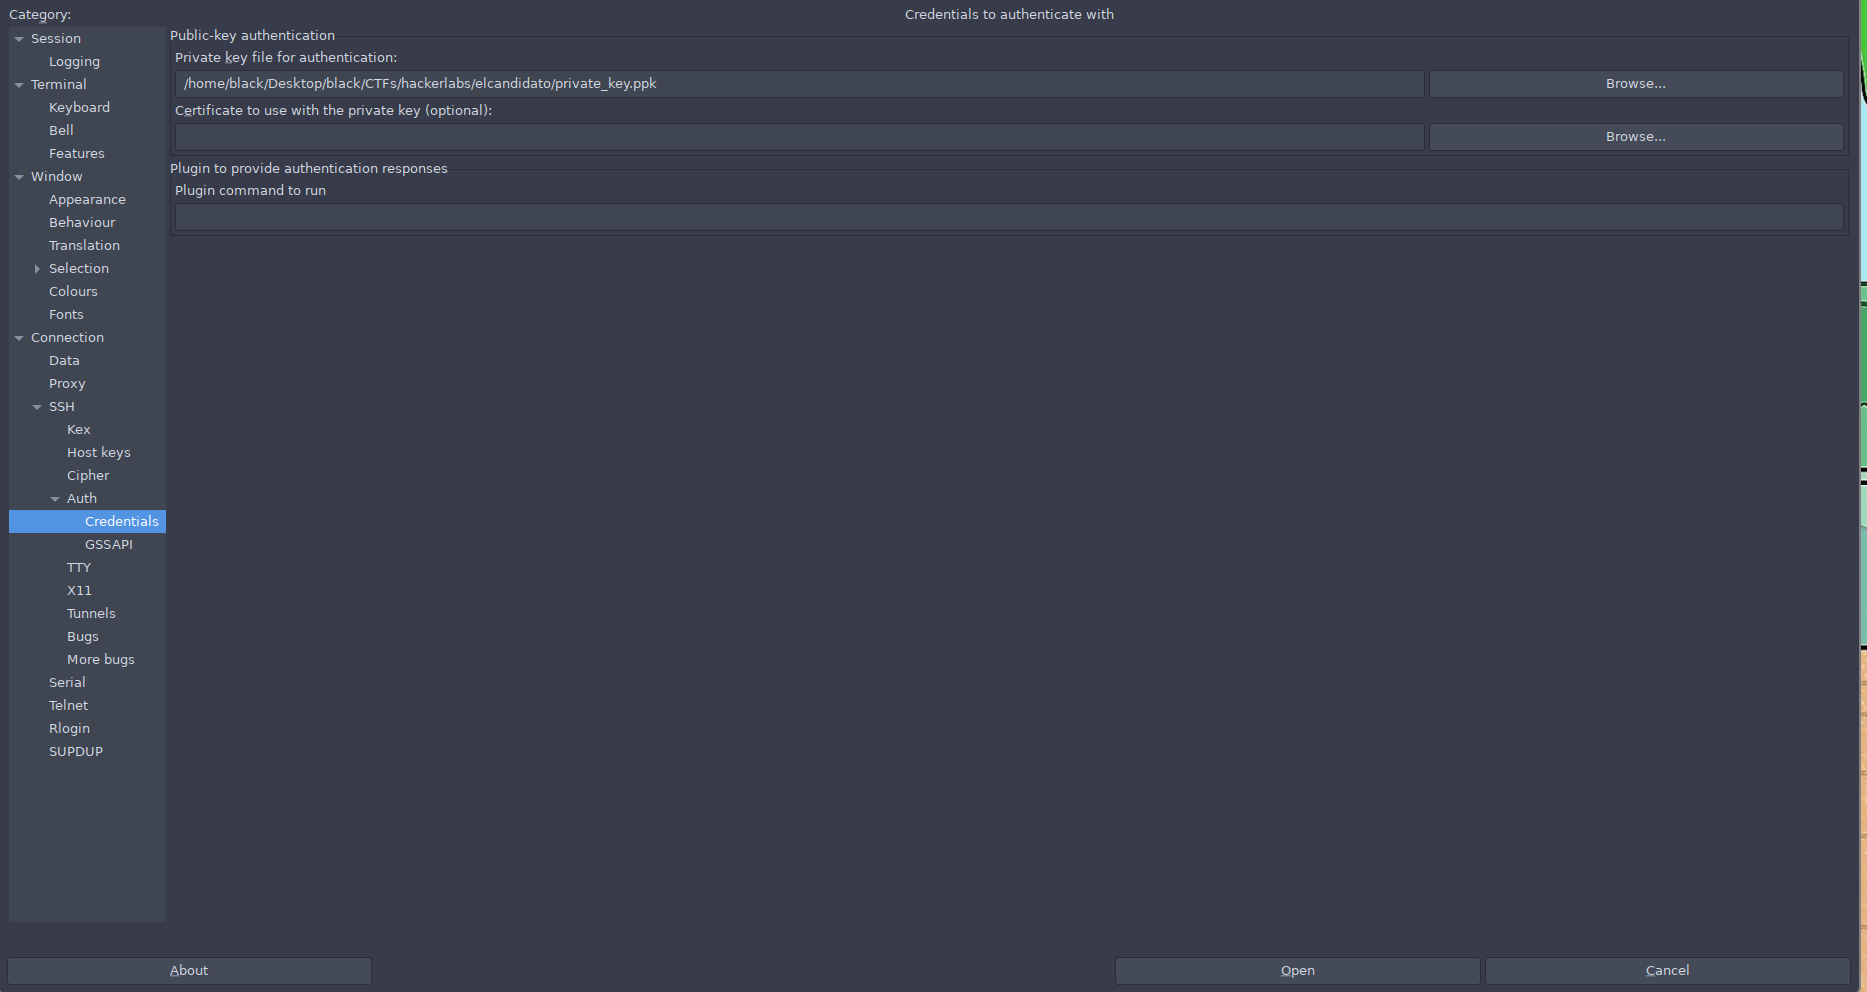 Category:
Credentials to authenticate with
Session
Logging
Terminal
Keyboard
Bell
Features
Window
Appearance
Behaviour
Translation
Selection
Colours
Fonts
Connection
Data
Proxy
SSH
Kex
Host keys
Cipher
Auth
Credentials
GSSAPI
TTY
X11
Tunnels
Bugs
More bugs
Serial
Telnet
Rlogin
SUPDUP
Public-key authentication
Private key file for authentication:
/home/black/Desktop/black/CTFs/hackerlabs/elcandidato/private_key.ppk
Browse...
Certificate to use with the private key (optional):
Browse...
Plugin to provide authentication responses
Plugin command to run
About
Open
Cancel